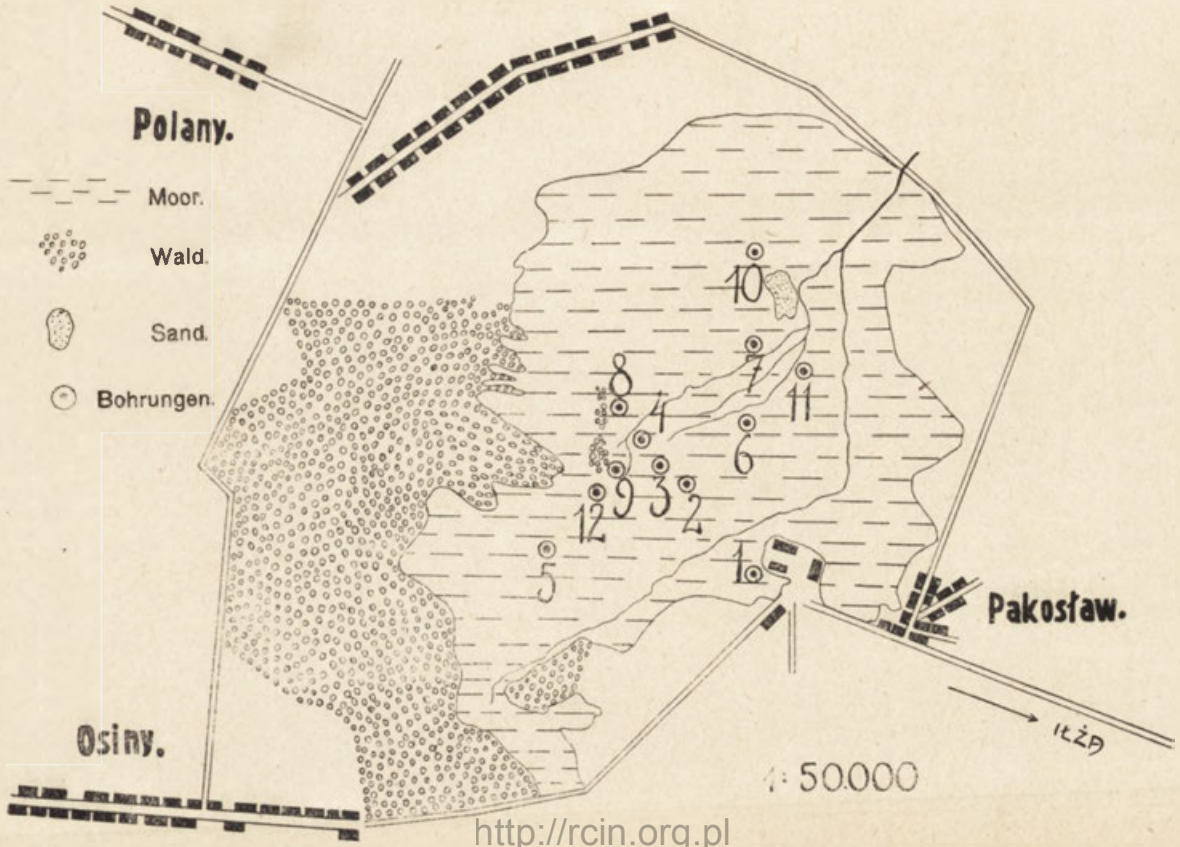 Polany.
Moor.
Wald.
Sand.
Bohrungen.
10
8
7
4
11
6
9
3
2
12
1
5
Pakosław.
Osiny.
IŁŻA
1: 50.000
http://rcin.org.pl